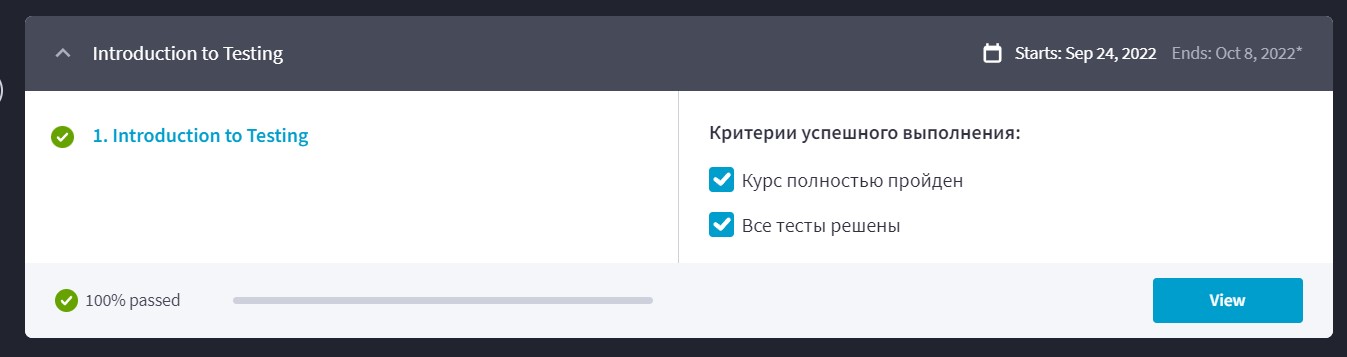 Introduction to Testing
Starts: Sep 24, 2022 Ends: Oct 8, 2022*
1. Introduction to Testing
Критерии успешного выполнения:
Курс полностью пройден
Все тесты решены
100% passed
View